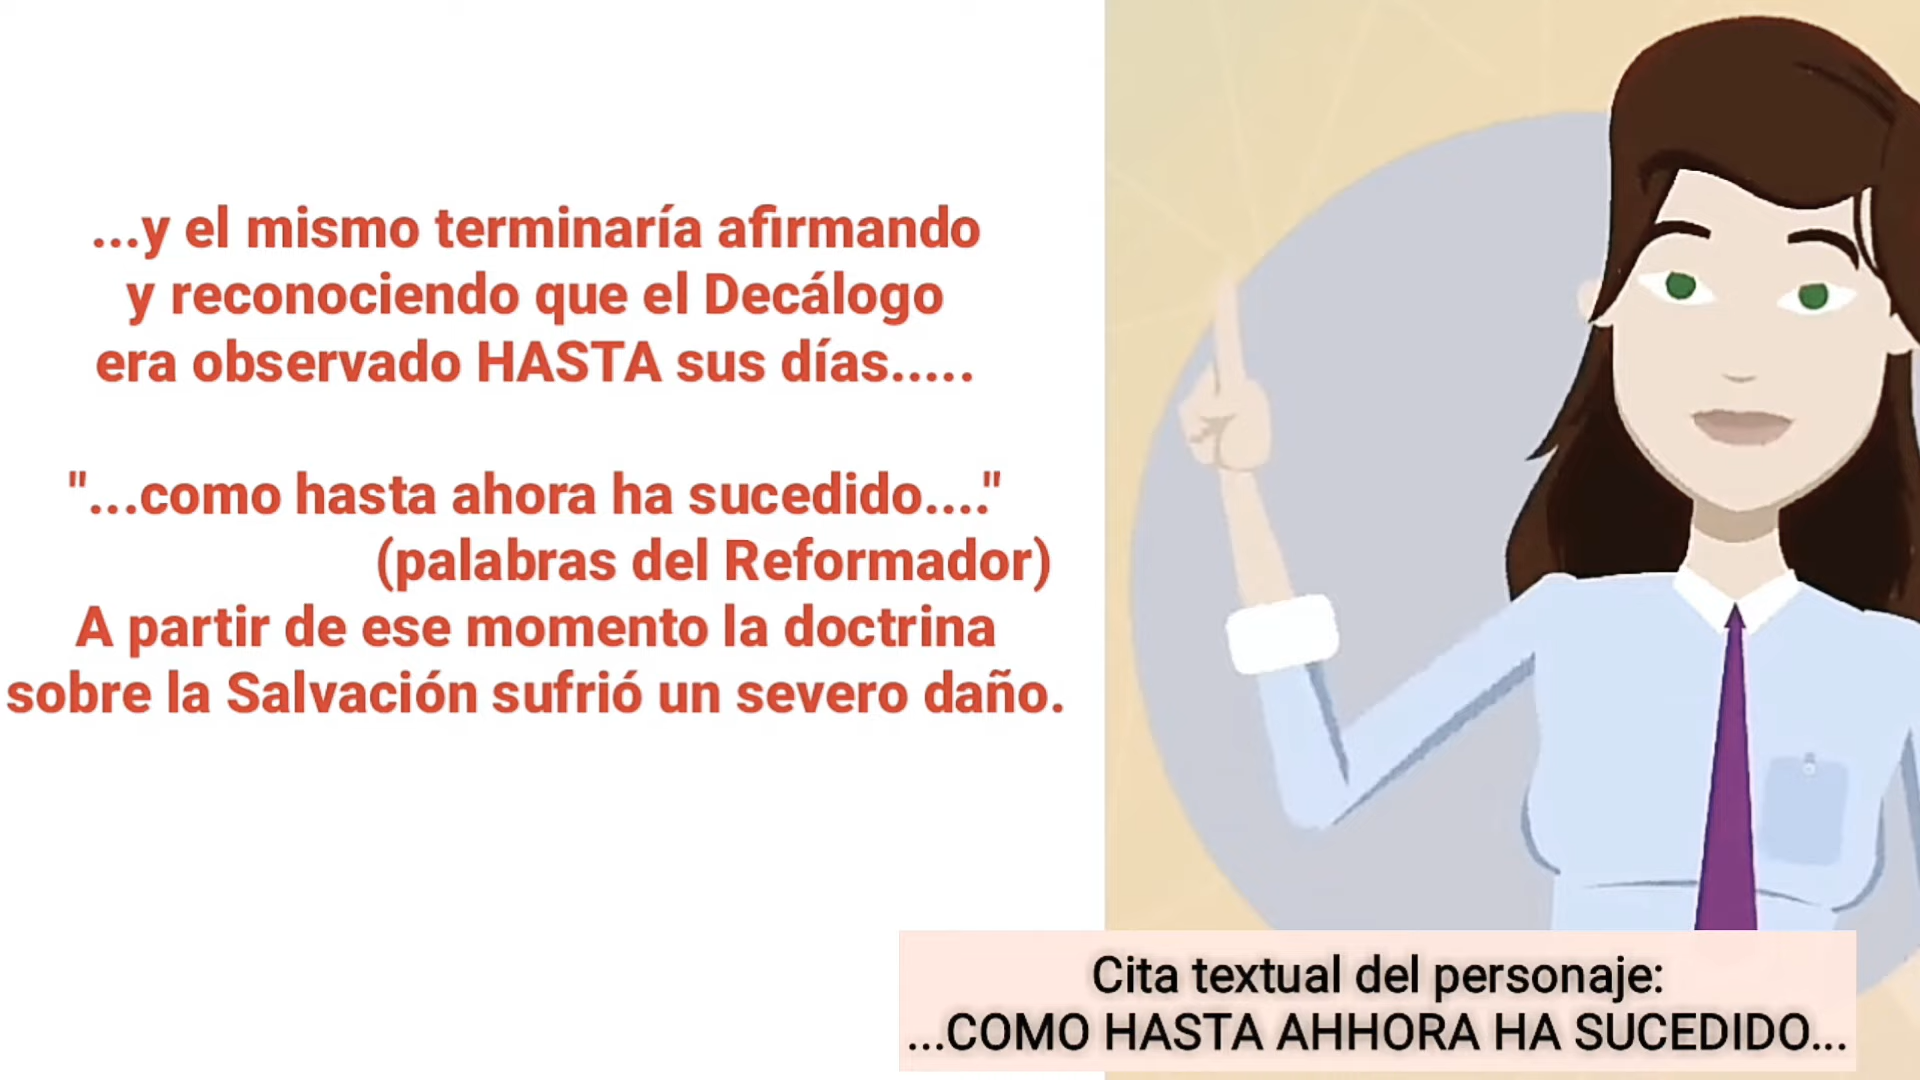 ...y el mismo terminaría afirmando
y reconociendo que el Decálogo
era observado HASTA sus días.....
"...como hasta ahora ha sucedido...."
(palabras del Reformador)
A partir de ese momento la doctrina
sobre la Salvación sufrió un severo daño.
Cita textual del personaje:
...COMO HASTA AHHORA HA SUCEDIDO...